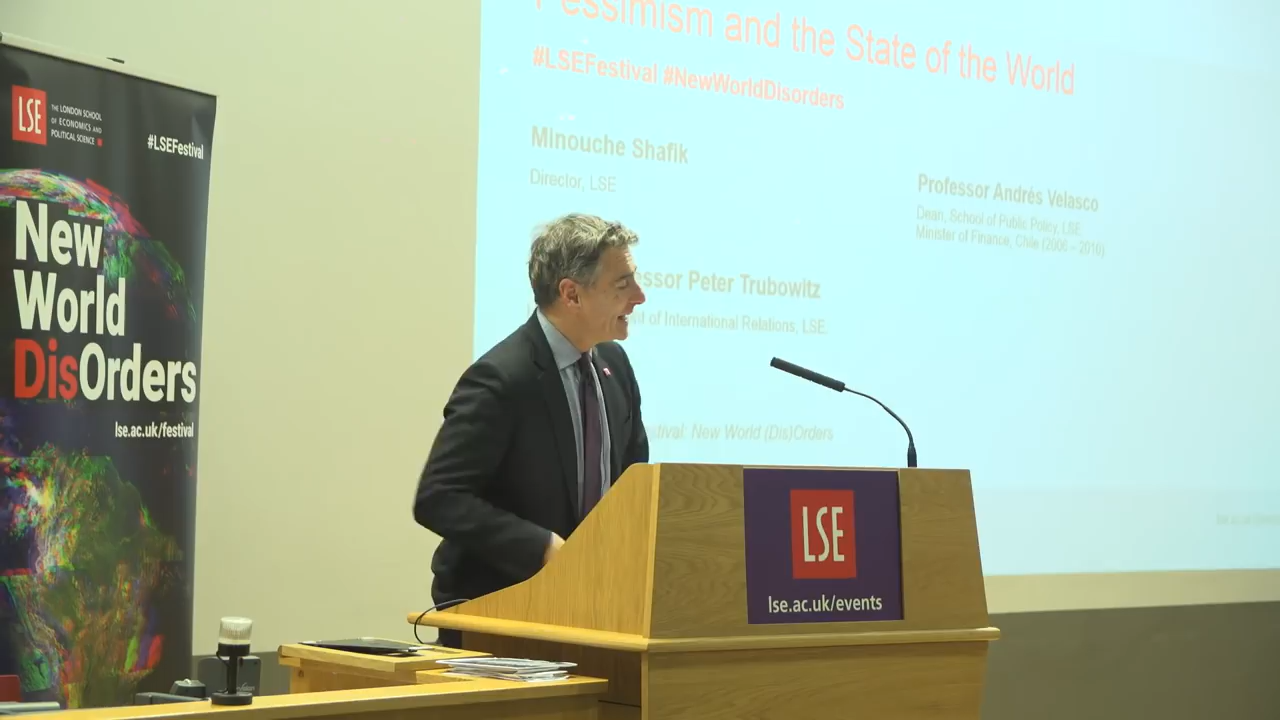 LSE
THE LONDON SCHOOL
OF ECONOMICS AND
POLITICAL SCIENCE
#LSEFestival
New
World
DisOrders
lse.ac.uk/festival
Pessimism and the State of the World
#LSEFestival #NewWorldDisorders
Minouche Shafik
Director, LSE
Professor Andrés Velasco
Dean, School of Public Policy, LSE
Minister of Finance, Chile (2006 – 2010)
ssor Peter Trubowitz
of International Relations, LSE.
stival: New World (Dis)Orders
LSE
lse.ac.uk/events